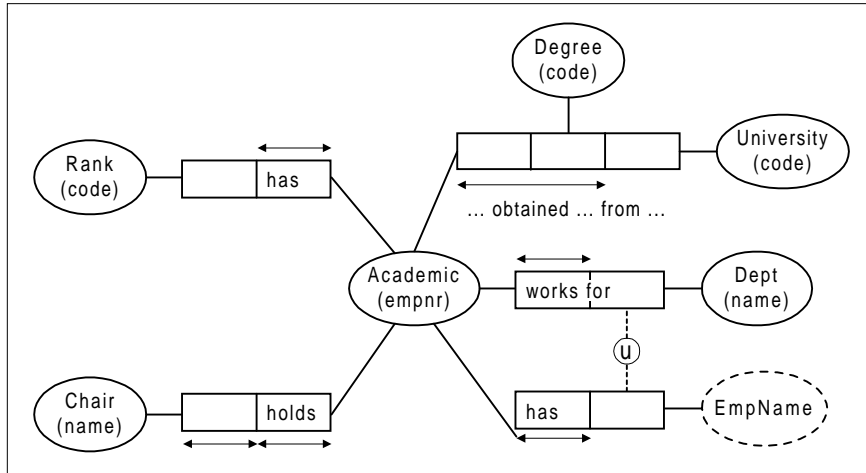 Degree
(code)
Rank
(code)
has
University
(code)
... obtained ... from ...
Academic
(empnr)
works for
Dept
(name)
u
Chair
(name)
holds
has
EmpName